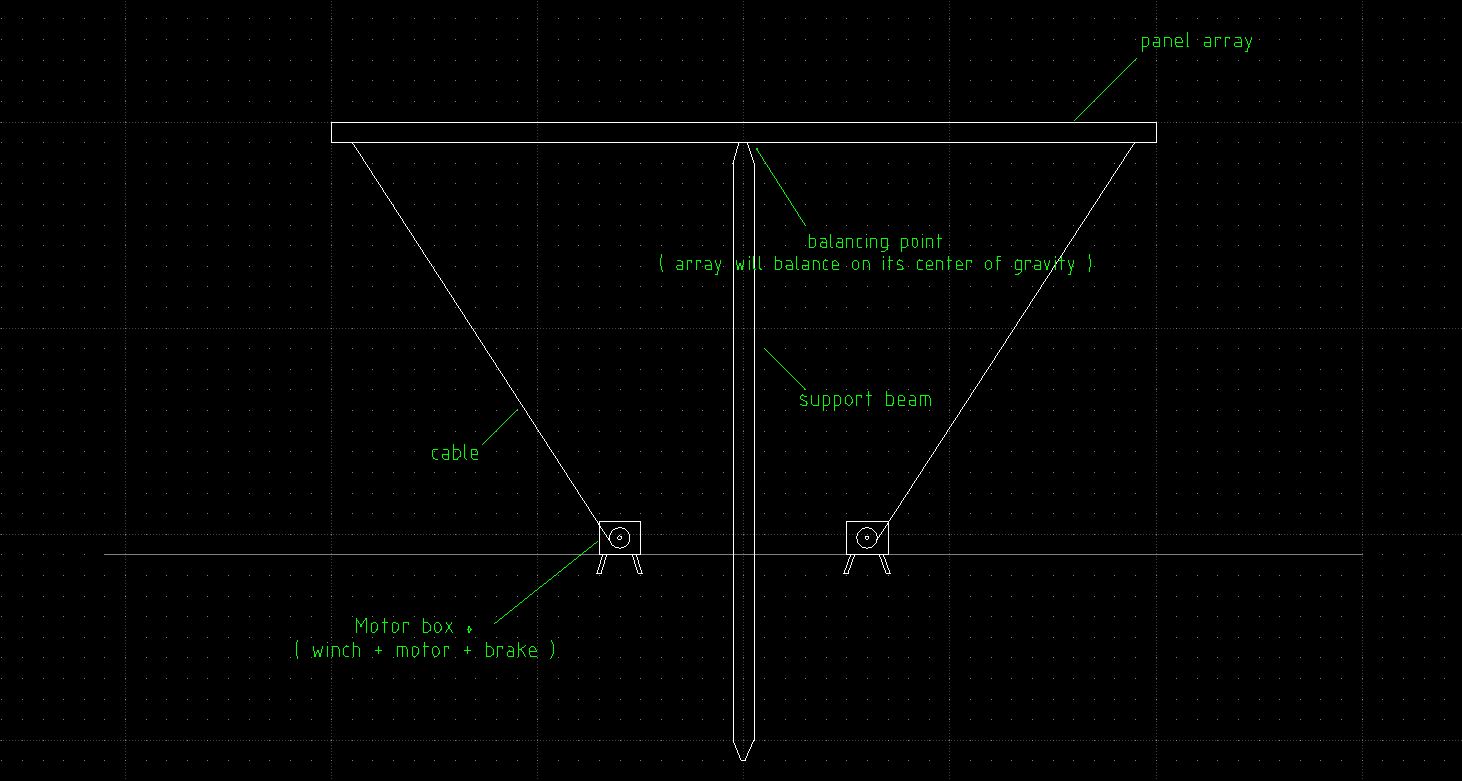 panel array
balancing point
( array will balance on its center of gravity )
support beam
cable
Motor box
( winch + motor + brake )